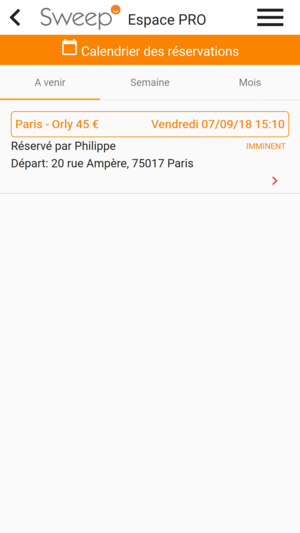 Sweep Espace PRO
Calendrier des réservations
A venir Semaine Mois
Paris - Orly 45 € Vendredi 07/09/18 15:10
Réservé par Philippe IMMINENT
Départ: 20 rue Ampère, 75017 Paris